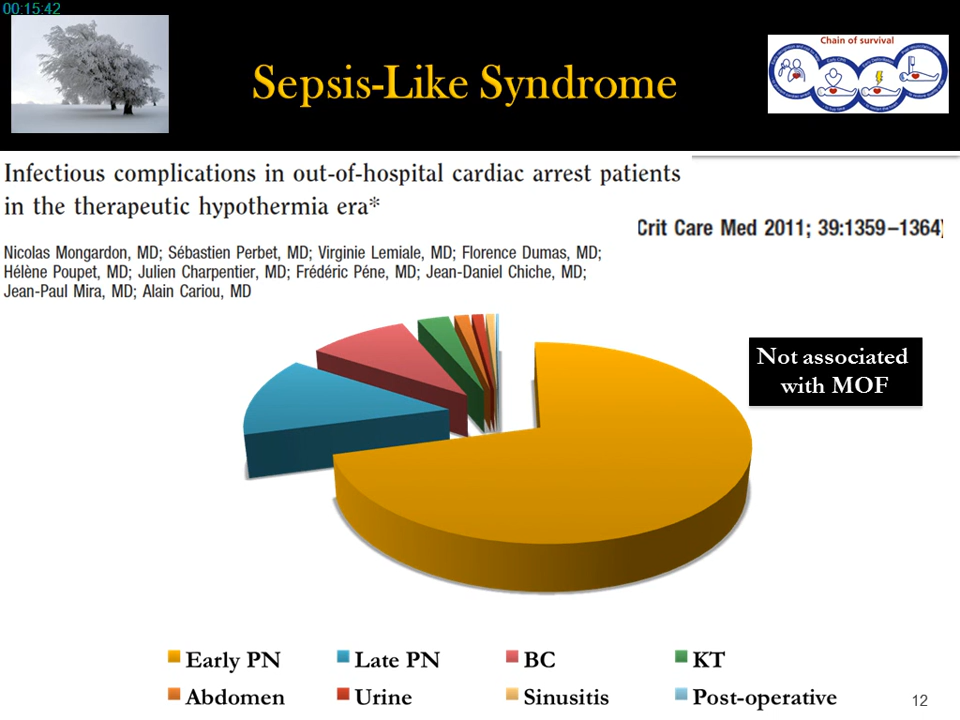 00:15:42
Sepsis-Like Syndrome
Chain of survival
Infectious complications in out-of-hospital cardiac arrest patients
in the therapeutic hypothermia era*
Crit Care Med 2011; 39:1359–1364)
Nicolas Mongardon, MD; Sébastien Perbet, MD; Virginie Lemiale, MD; Florence Dumas, MD;
Hélène Poupet, MD; Julien Charpentier, MD; Frédéric Péne, MD; Jean-Daniel Chiche, MD;
Jean-Paul Mira, MD; Alain Cariou, MD
Not associated
with MOF
Early PN Late PN BC KT
Abdomen Urine Sinusitis Post-operative
12